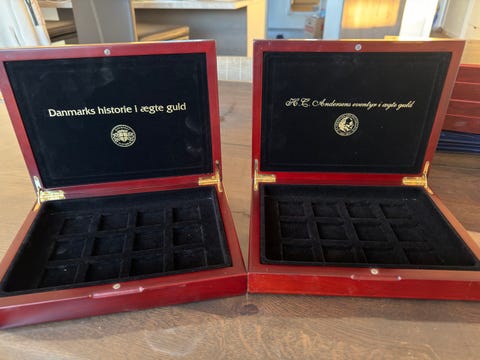 Danmarks historie i ægte guld
H.C. Andersens eventyr i ægte guld